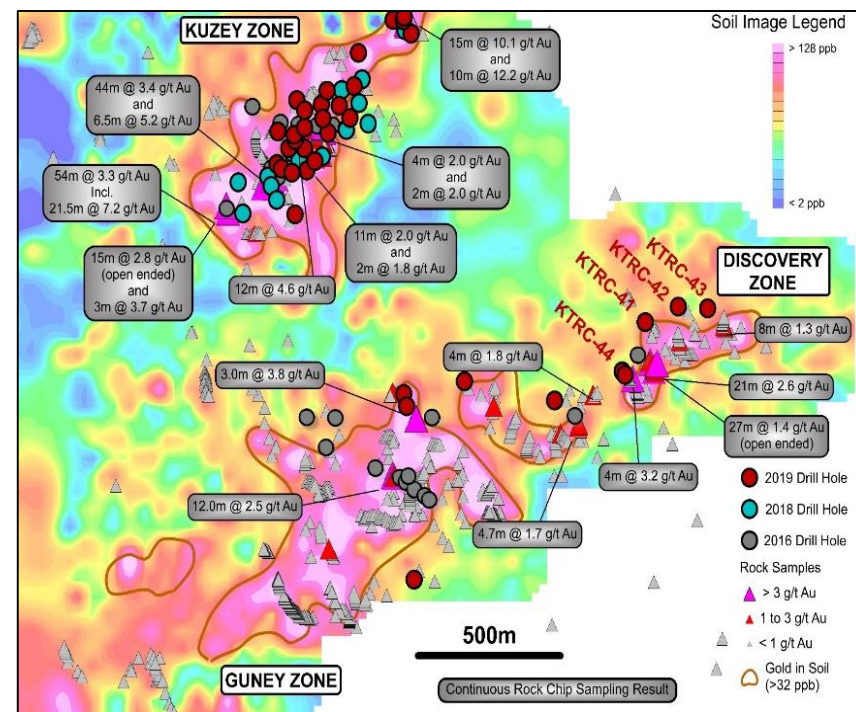 KUZEY ZONE
Soil Image Legend
> 128 ppb
< 2 ppb
15m @ 10.1 g/t Au
and
10m @ 12.2 g/t Au
44m @ 3.4 g/t Au
and
6.5m @ 5.2 g/t Au
4m @ 2.0 g/t Au
and
2m @ 2.0 g/t Au
54m @ 3.3 g/t Au
Incl.
21.5m @ 7.2 g/t Au
11m @ 2.0 g/t Au
and
2m @ 1.8 g/t Au
15m @ 2.8 g/t Au
(open ended)
and
3m @ 3.7 g/t Au
12m @ 4.6 g/t Au
KTRC-44
KTRC-41
KTRC-42
KTRC-43
DISCOVERY
ZONE
8m @ 1.3 g/t Au
4m @ 1.8 g/t Au
3.0m @ 3.8 g/t Au
21m @ 2.6 g/t Au
27m @ 1.4 g/t Au
(open ended)
4m @ 3.2 g/t Au
12.0m @ 2.5 g/t Au
4.7m @ 1.7 g/t Au
2019 Drill Hole
2018 Drill Hole
2016 Drill Hole
Rock Samples
> 3 g/t Au
1 to 3 g/t Au
< 1 g/t Au
Gold in Soil
(>32 ppb)
500m
GUNEY ZONE
Continuous Rock Chip Sampling Result